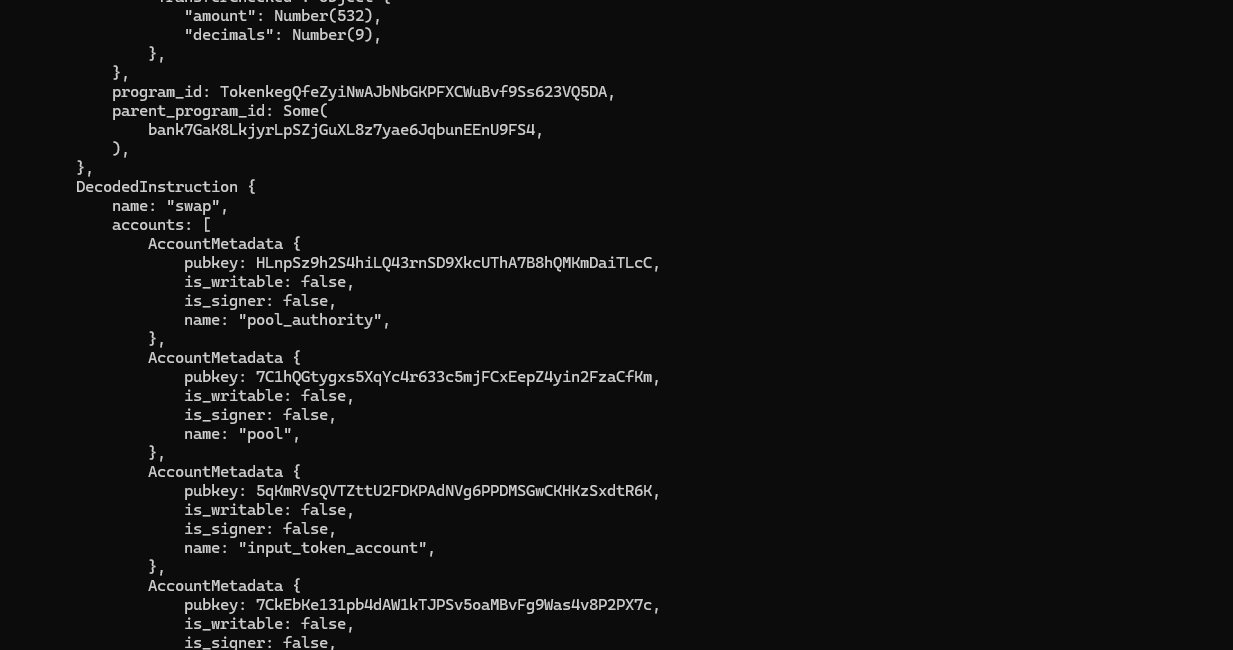 "amount": Number(532),
"decimals": Number(9),
},
},
program_id: TokenkegQfeZyiNwAJbNbGKPFXCWuBvf9Ss623VQ5DA,
parent_program_id: Some(
bank7GaK8LkjyrLpSZjGuXL8z7yae6JqbunEEnU9FS4,
),
},
DecodedInstruction {
name: "swap",
accounts: [
AccountMetadata {
pubkey: HLnpSz9h2S4hiLQ43rnSD9XkcUThA7B8hQMKmDaiTLcC,
is_writable: false,
is_signer: false,
name: "pool_authority",
},
AccountMetadata {
pubkey: 7C1hQGtygxs5XqYc4r633c5mjFCxEepZ4yin2FzaCfKm,
is_writable: false,
is_signer: false,
name: "pool",
},
AccountMetadata {
pubkey: 5qKmRVsQVTZttU2FDKPAdNVg6PPDMSGwCKHKzSxdtR6K,
is_writable: false,
is_signer: false,
name: "input_token_account",
},
AccountMetadata {
pubkey: 7CkEbKe131pb4dAW1kTJPSv5oaMBvFg9Was4v8P2PX7c,
is_writable: false,
is_signer: false,